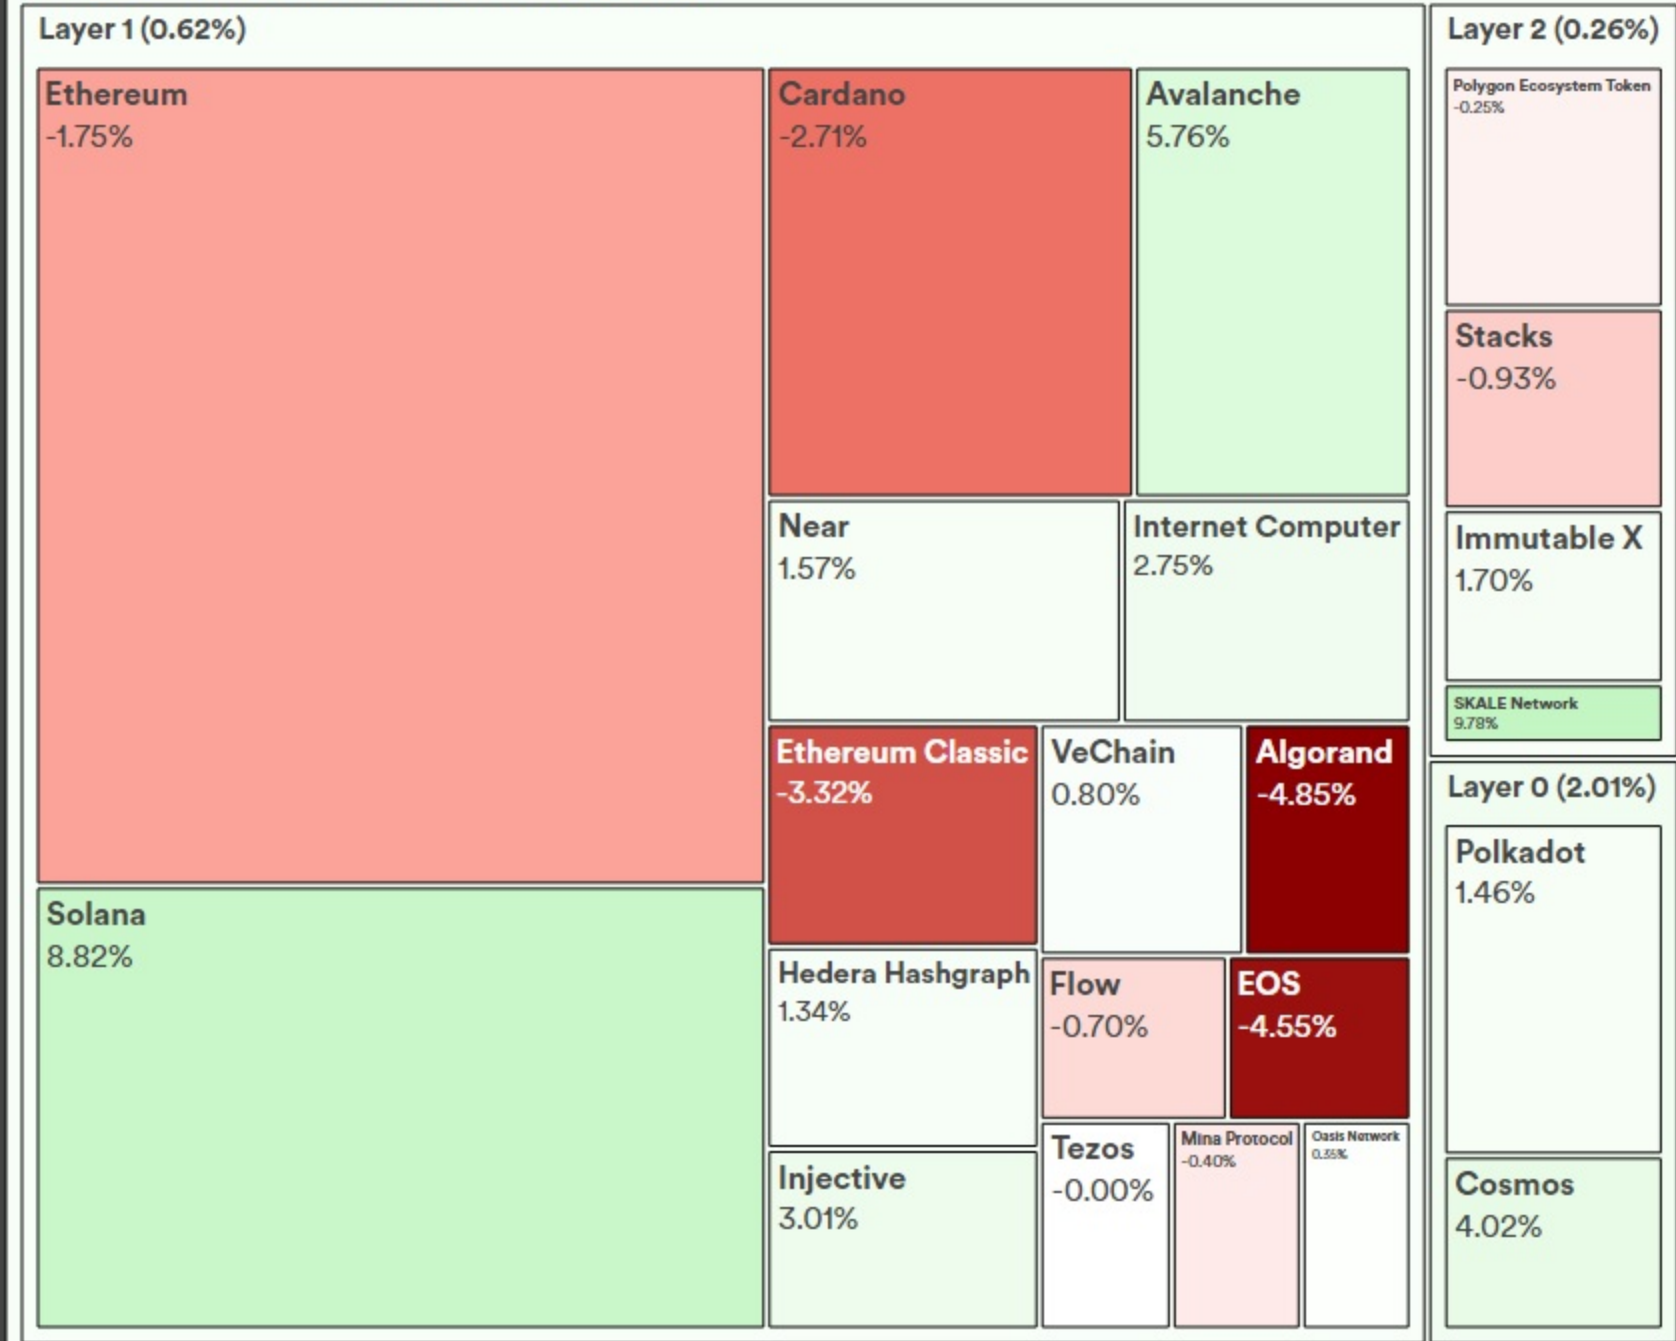 Layer 1 (0.62%)
Ethereum
-1.75%
Solana
8.82%
Cardano
-2.71%
Avalanche
5.76%
Near
1.57%
Internet Computer
2.75%
Ethereum Classic
-3.32%
VeChain
0.80%
Algorand
-4.85%
Hedera Hashgraph
1.34%
Flow
-0.70%
EOS
-4.55%
Injective
3.01%
Tezos
-0.00%
Mina Protocol
-0.40%
Oasis Network
0.35%
Layer 2 (0.26%)
Polygon Ecosystem Token
-0.25%
Stacks
-0.93%
Immutable X
1.70%
SKALE Network
9.78%
Layer 0 (2.01%)
Polkadot
1.46%
Cosmos
4.02%